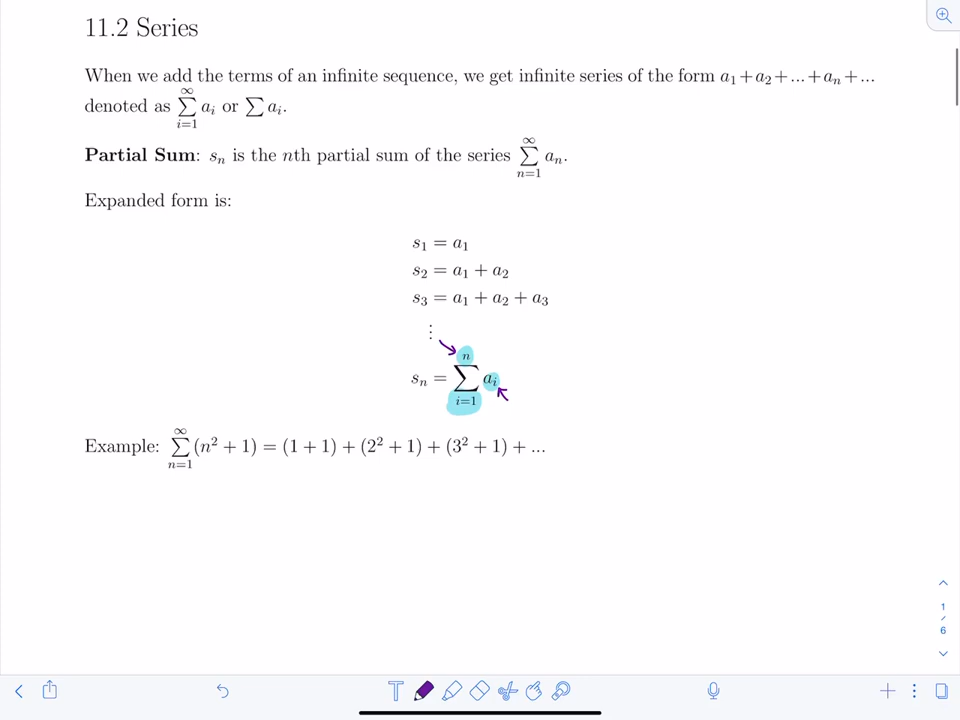 11.2 Series
When we add the terms of an infinite sequence, we get infinite series of the form a₁+a₂+...+aₙ+...
denoted as ∑_{i=1}^{∞} aᵢ or ∑ aᵢ.
Partial Sum: sₙ is the nth partial sum of the series ∑_{n=1}^{∞} aₙ.
Expanded form is:
s₁ = a₁
s₂ = a₁ + a₂
s₃ = a₁ + a₂ + a₃
⋮
sₙ = ∑_{i=1}^{n} aᵢ
Example: ∑_{n=1}^{∞} (n² + 1) = (1 + 1) + (2² + 1) + (3² + 1) + ...
1
/
6
T